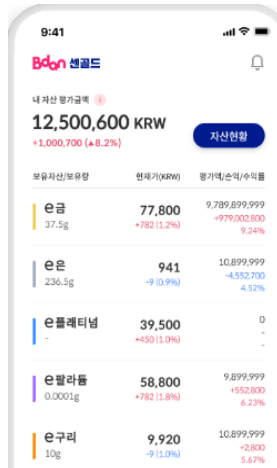 9:41
Bdan 센골드
내 자산 평가금액
12,500,600 KRW
+1,000,700 (▲8.2%)
자산현황
보유자산/보유량 현재가(KRW) 평가액/손익/수익률
e금 77,800 9,789,899,999
37.5g +782 (1.2%) +979,002,800
9.24%
e은 941 10,899,999
236.5g -9 (0.9%) -4,552,700
4.52%
e플래티넘 39,500 0
- +450 (1.0%) -
-
e팔라듐 58,800 9,899,999
0.0001g +782 (1.8%) +552,800
6.23%
e구리 9,920 10,899,999
10g -9 (1.0%) +2,800
5.67%